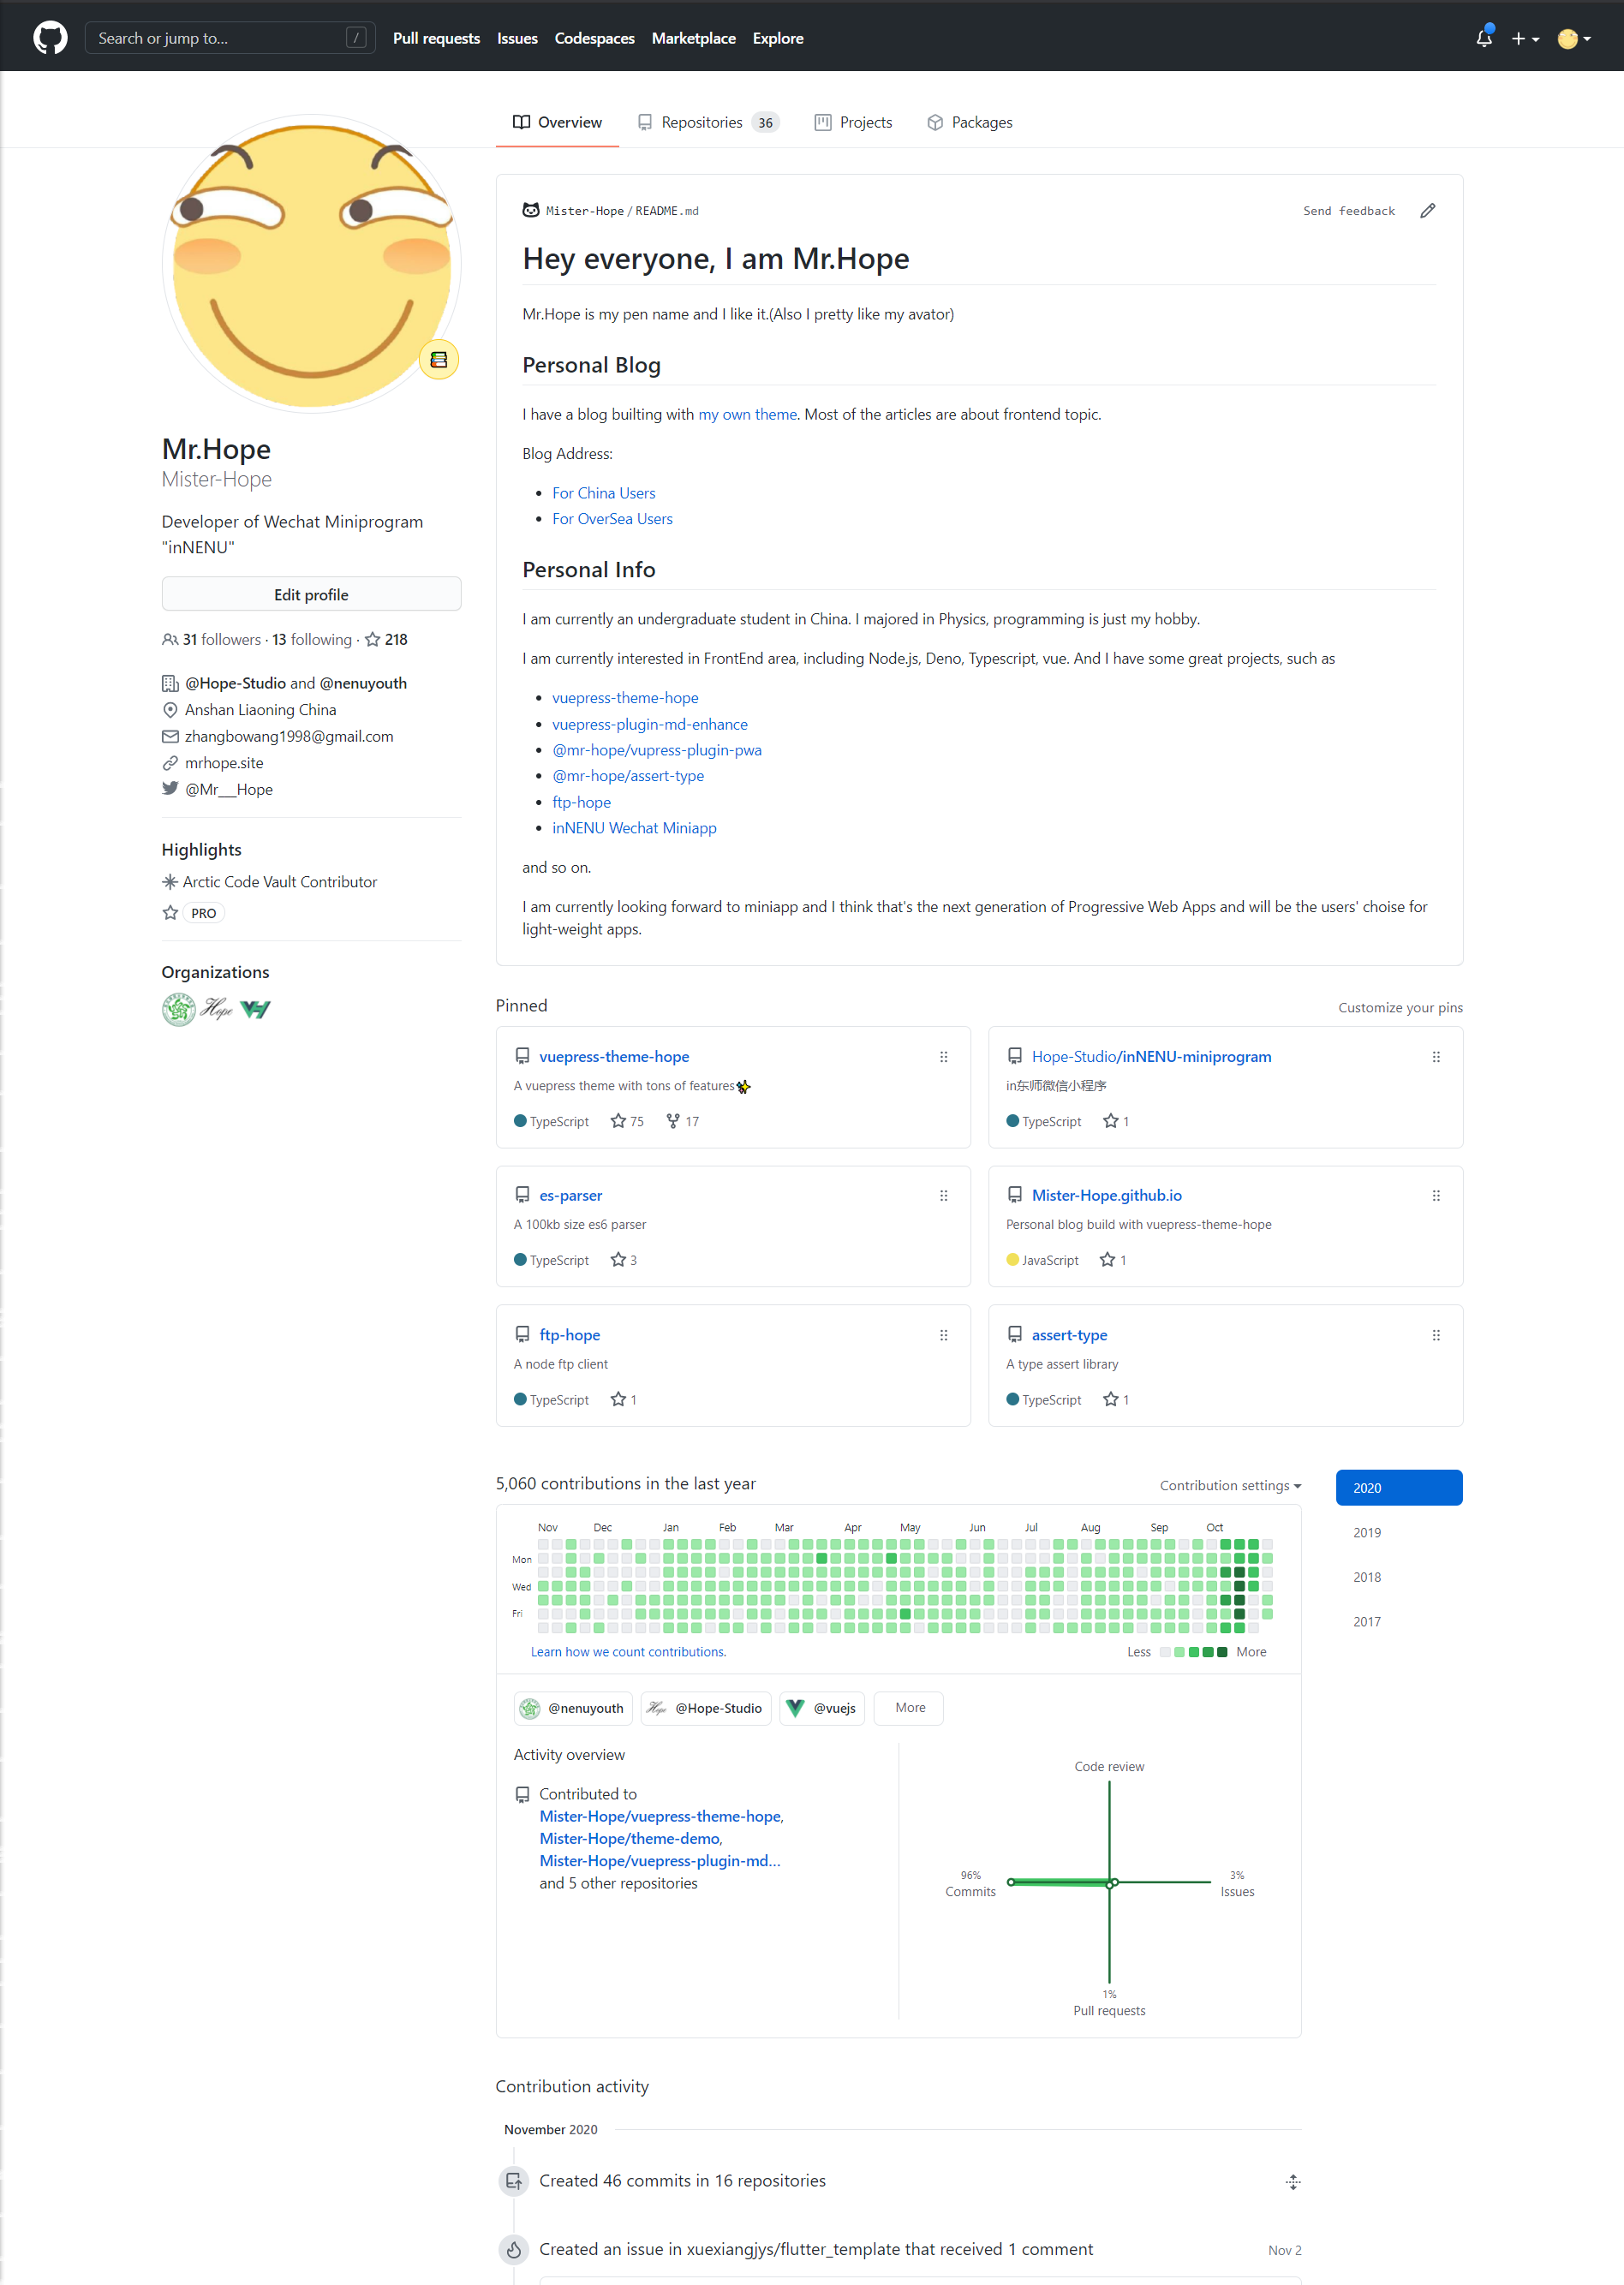 Search or jump to... /
Pull requests Issues Codespaces Marketplace Explore
Overview Repositories 36 Projects Packages
Mr.Hope
Mister-Hope
Developer of Wechat Miniprogram
"inNENU"
Edit profile
31 followers · 13 following · 218
@Hope-Studio and @nenuyouth
Anshan Liaoning China
zhangbowang1998@gmail.com
mrhope.site
@Mr__Hope
Highlights
Arctic Code Vault Contributor
PRO
Organizations
Hope
Mister-Hope / README.md
Send feedback
Hey everyone, I am Mr.Hope
Mr.Hope is my pen name and I like it.(Also I pretty like my avator)
Personal Blog
I have a blog builting with my own theme. Most of the articles are about frontend topic.
Blog Address:
For China Users
For OverSea Users
Personal Info
I am currently an undergraduate student in China. I majored in Physics, programming is just my hobby.
I am currently interested in FrontEnd area, including Node.js, Deno, Typescript, vue. And I have some great projects, such as
vuepress-theme-hope
vuepress-plugin-md-enhance
@mr-hope/vupress-plugin-pwa
@mr-hope/assert-type
ftp-hope
inNENU Wechat Miniapp
and so on.
I am currently looking forward to miniapp and I think that's the next generation of Progressive Web Apps and will be the users' choise for
light-weight apps.
Pinned
Customize your pins
vuepress-theme-hope
A vuepress theme with tons of features✨
TypeScript 75 17
Hope-Studio/inNENU-miniprogram
in东师微信小程序
TypeScript 1
es-parser
A 100kb size es6 parser
TypeScript 3
Mister-Hope.github.io
Personal blog build with vuepress-theme-hope
JavaScript 1
ftp-hope
A node ftp client
TypeScript 1
assert-type
A type assert library
TypeScript 1
5,060 contributions in the last year
Contribution settings
2020
2019
2018
2017
Nov Dec Jan Feb Mar Apr May Jun Jul Aug Sep Oct
Mon
Wed
Fri
Learn how we count contributions.
Less More
@nenuyouth Hope @Hope-Studio @vuejs More
Activity overview
Contributed to
Mister-Hope/vuepress-theme-hope,
Mister-Hope/theme-demo,
Mister-Hope/vuepress-plugin-md...
and 5 other repositories
Code review
96%
Commits
3%
Issues
1%
Pull requests
Contribution activity
November 2020
Created 46 commits in 16 repositories
Created an issue in xuexiangjys/flutter_template that received 1 comment
Nov 2